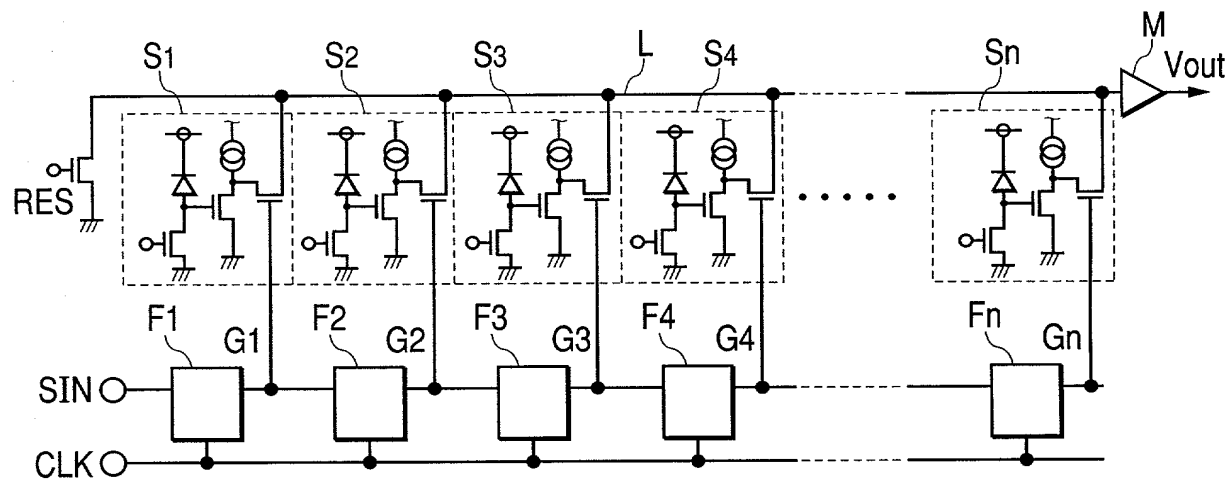 M
S1 S2 S3 L S4 Sn Vout
RES
F1 G1 F2 G2 F3 G3 F4 G4 Fn Gn
SIN
CLK